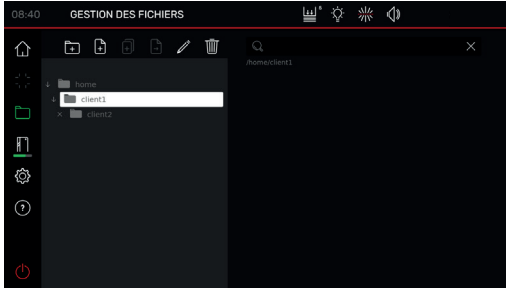 08:40
GESTION DES FICHIERS
/home/client1
home
client1
client2